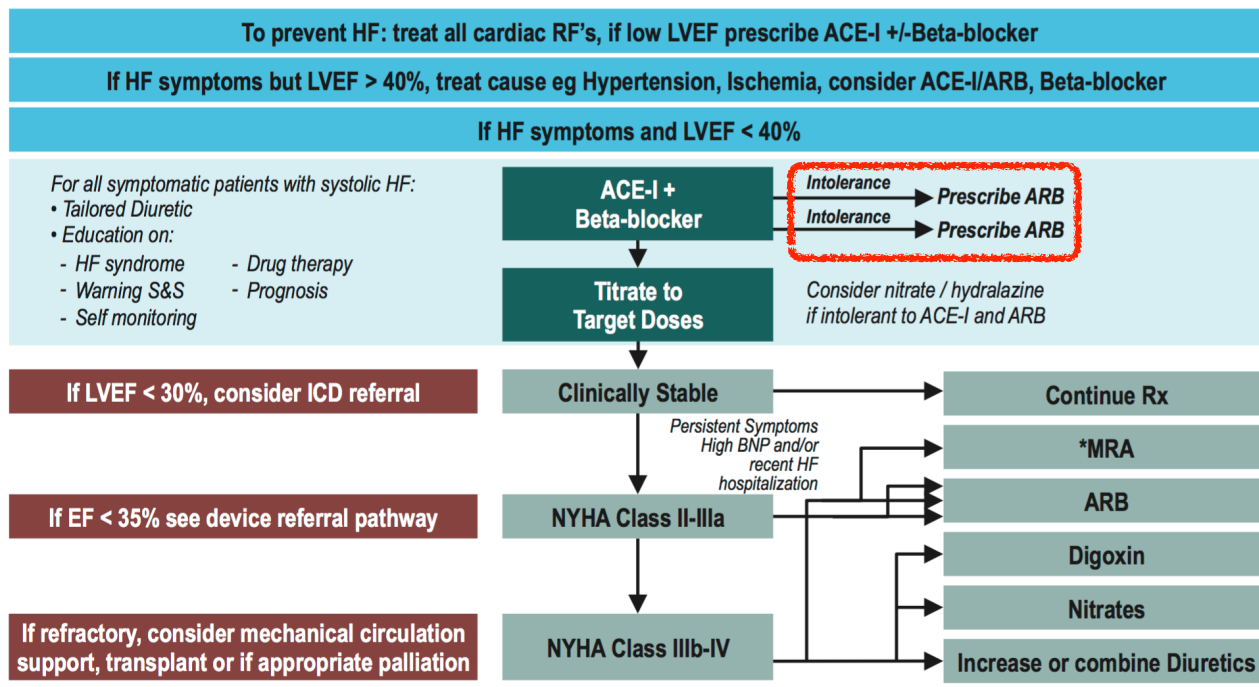 To prevent HF: treat all cardiac RF's, if low LVEF prescribe ACE-I +/-Beta-blocker
If HF symptoms but LVEF > 40%, treat cause eg Hypertension, Ischemia, consider ACE-I/ARB, Beta-blocker
If HF symptoms and LVEF < 40%
For all symptomatic patients with systolic HF:
• Tailored Diuretic
• Education on:
- HF syndrome
- Drug therapy
- Warning S&S
- Prognosis
- Self monitoring
ACE-I +
Beta-blocker
Intolerance
Prescribe ARB
Intolerance
Prescribe ARB
Titrate to
Target Doses
Consider nitrate / hydralazine
if intolerant to ACE-I and ARB
If LVEF < 30%, consider ICD referral
Clinically Stable
Continue Rx
Persistent Symptoms
High BNP and/or
recent HF
hospitalization
*MRA
ARB
If EF < 35% see device referral pathway
NYHA Class II-IIIa
Digoxin
Nitrates
If refractory, consider mechanical circulation
support, transplant or if appropriate palliation
NYHA Class IIIb-IV
Increase or combine Diuretics